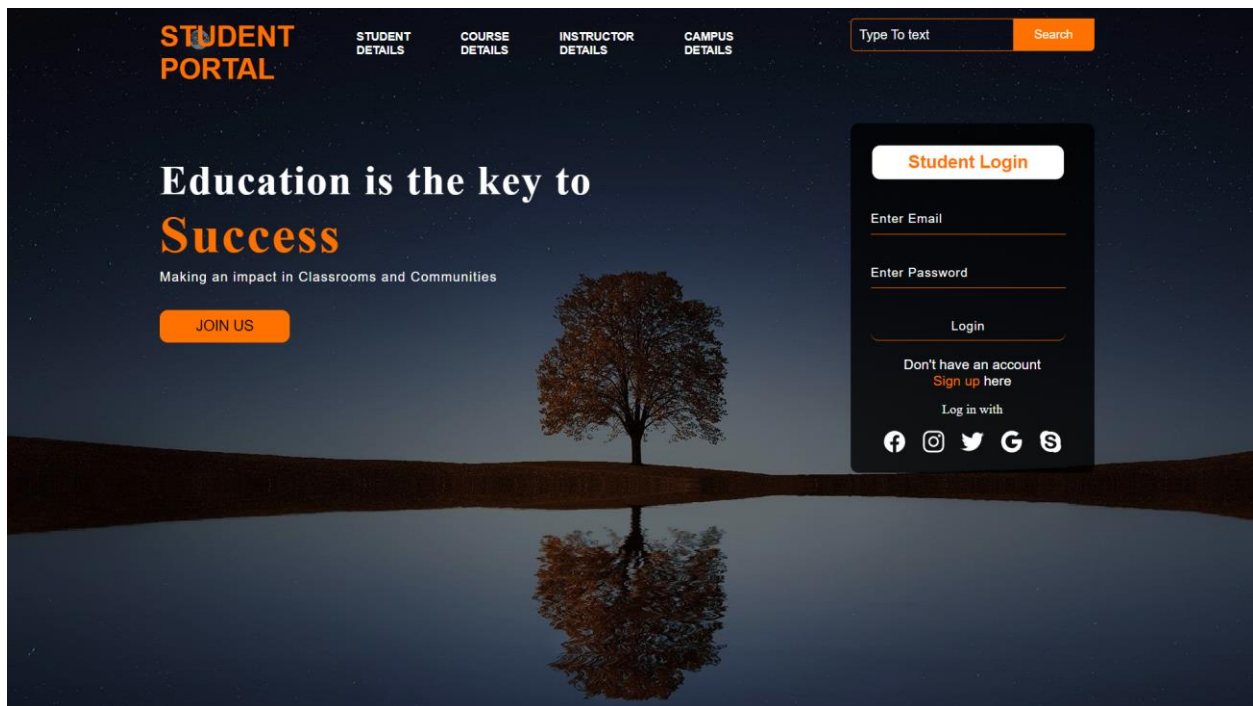 STUDENT
PORTAL
STUDENT
DETAILS
COURSE
DETAILS
INSTRUCTOR
DETAILS
CAMPUS
DETAILS
Type To text
Search
Education is the key to
Success
Making an impact in Classrooms and Communities
JOIN US
Student Login
Enter Email
Enter Password
Login
Don't have an account
Sign up here
Log in with